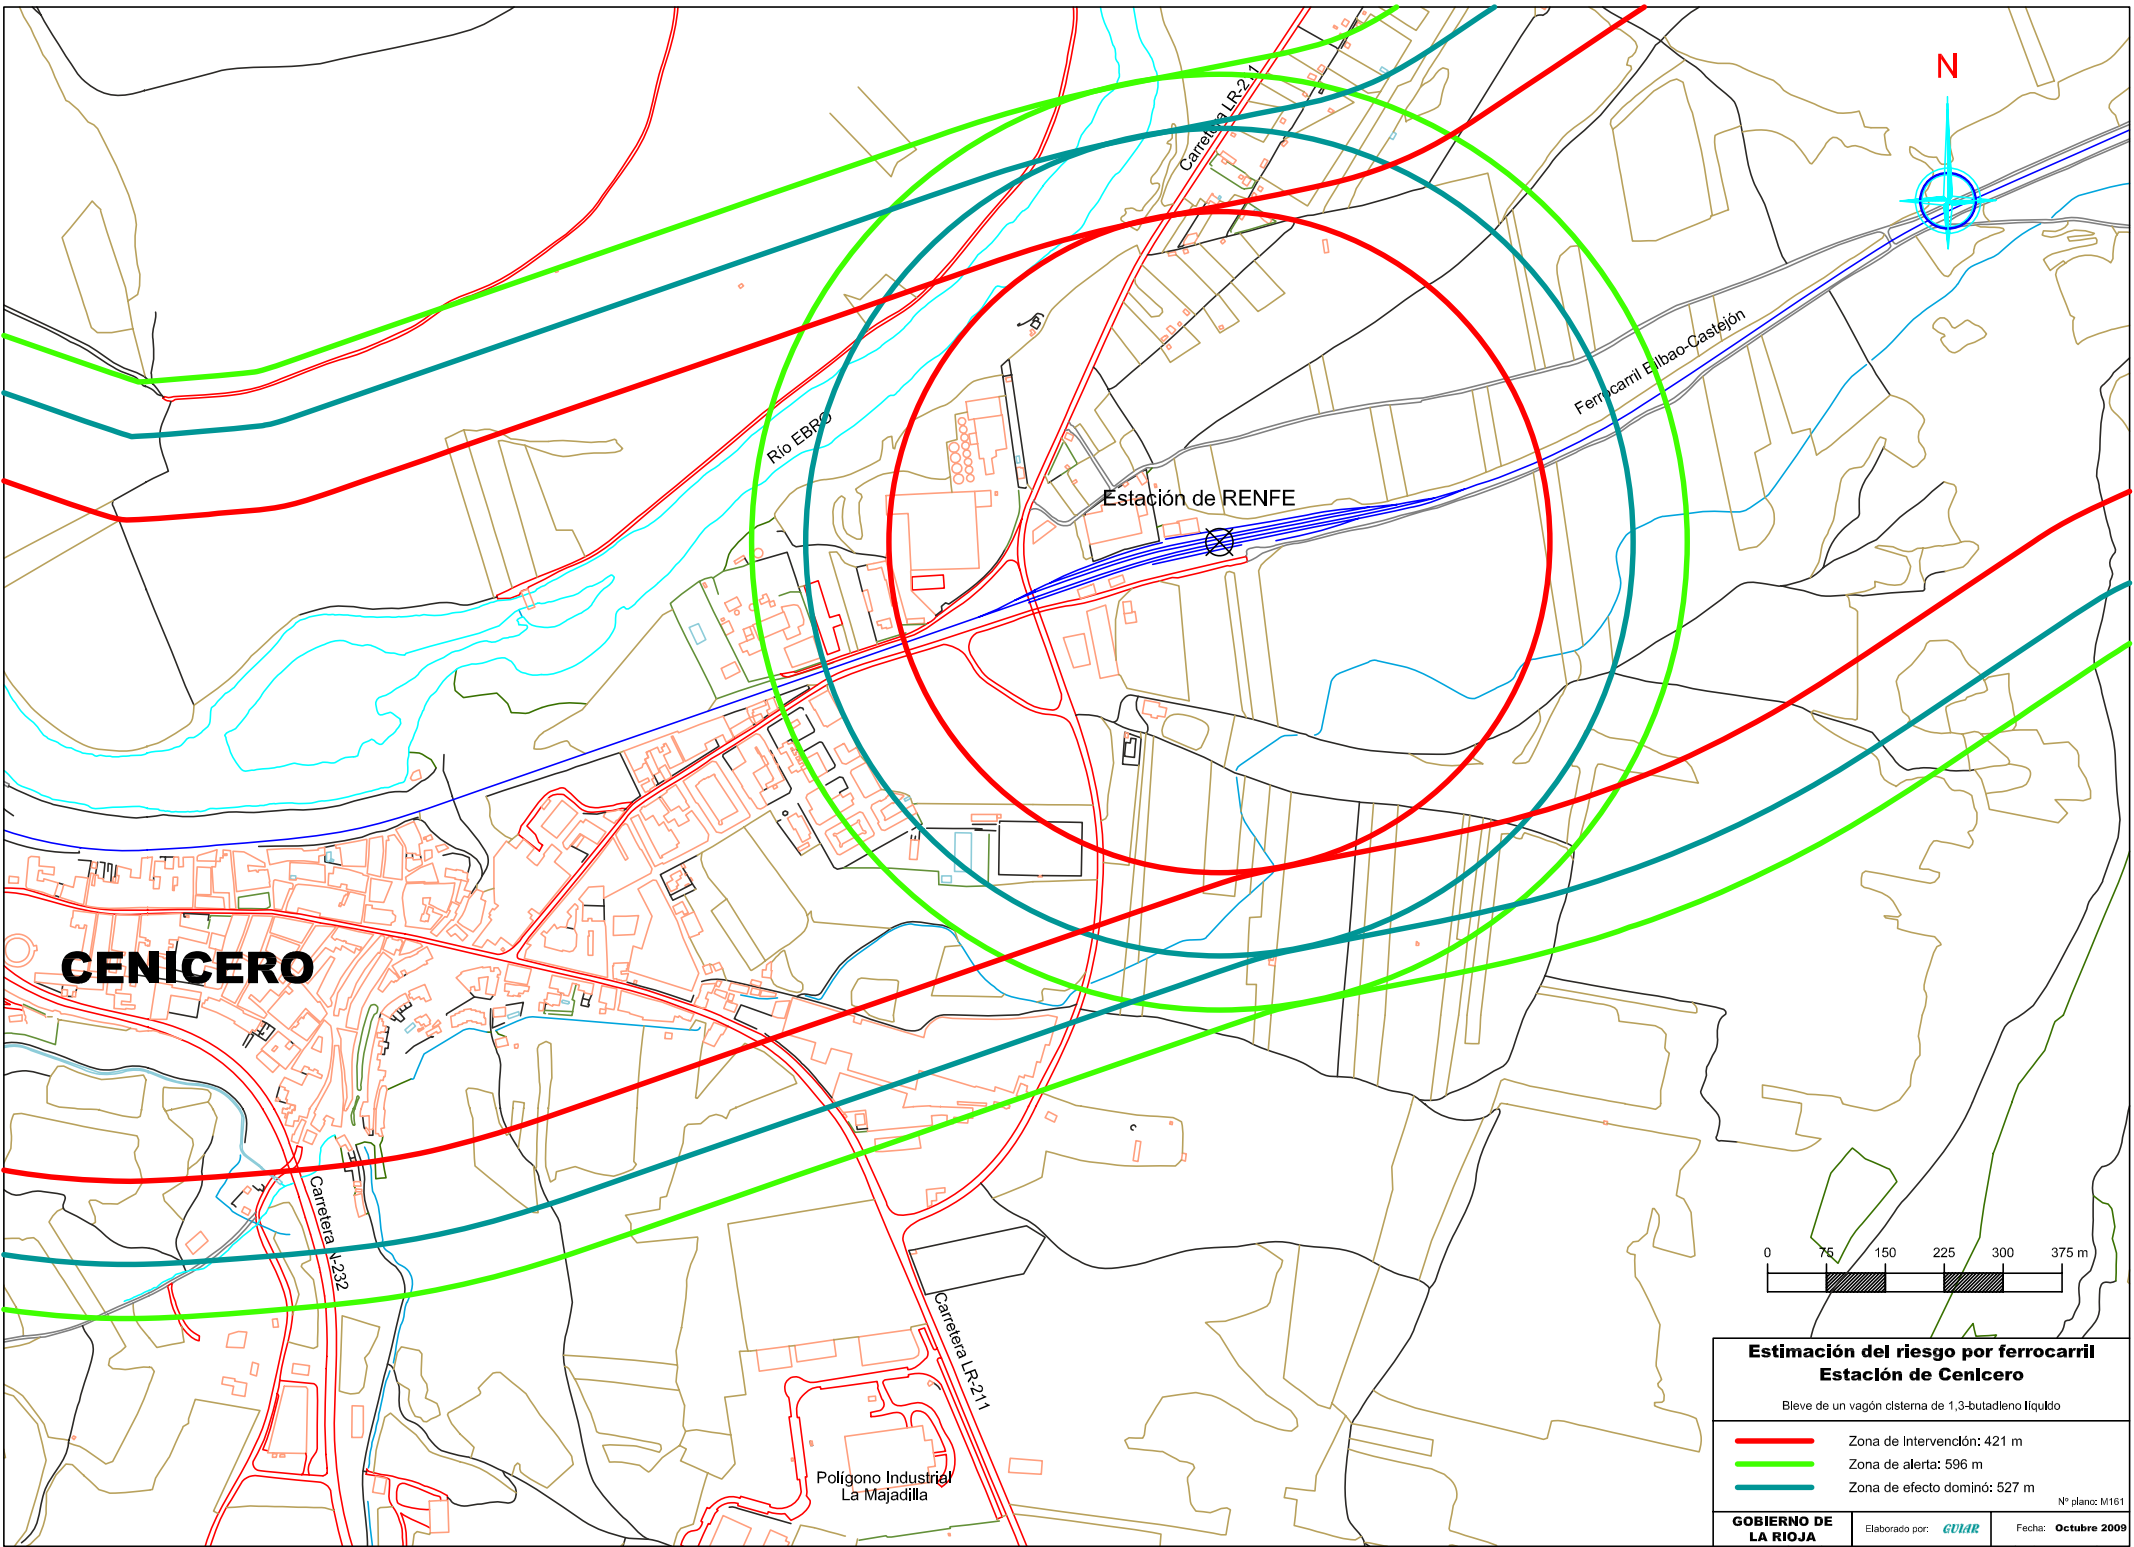 N
Carretera LR-211
Río EBRO
Ferrocarril Bilbao-Castejón
Estación de RENFE
CENICERO
Carretera N-232
Carretera LR-211
Polígono Industrial
La Majadilla
0 75 150 225 300 375 m
Estimación del riesgo por ferrocarril
Estación de Cenicero
Bleve de un vagón cisterna de 1,3-butadieno líquido
Zona de Intervención: 421 m
Zona de alerta: 596 m
Zona de efecto dominó: 527 m
Nº plano: M161
GOBIERNO DE
LA RIOJA
Elaborado por: GUIAR
Fecha: Octubre 2009